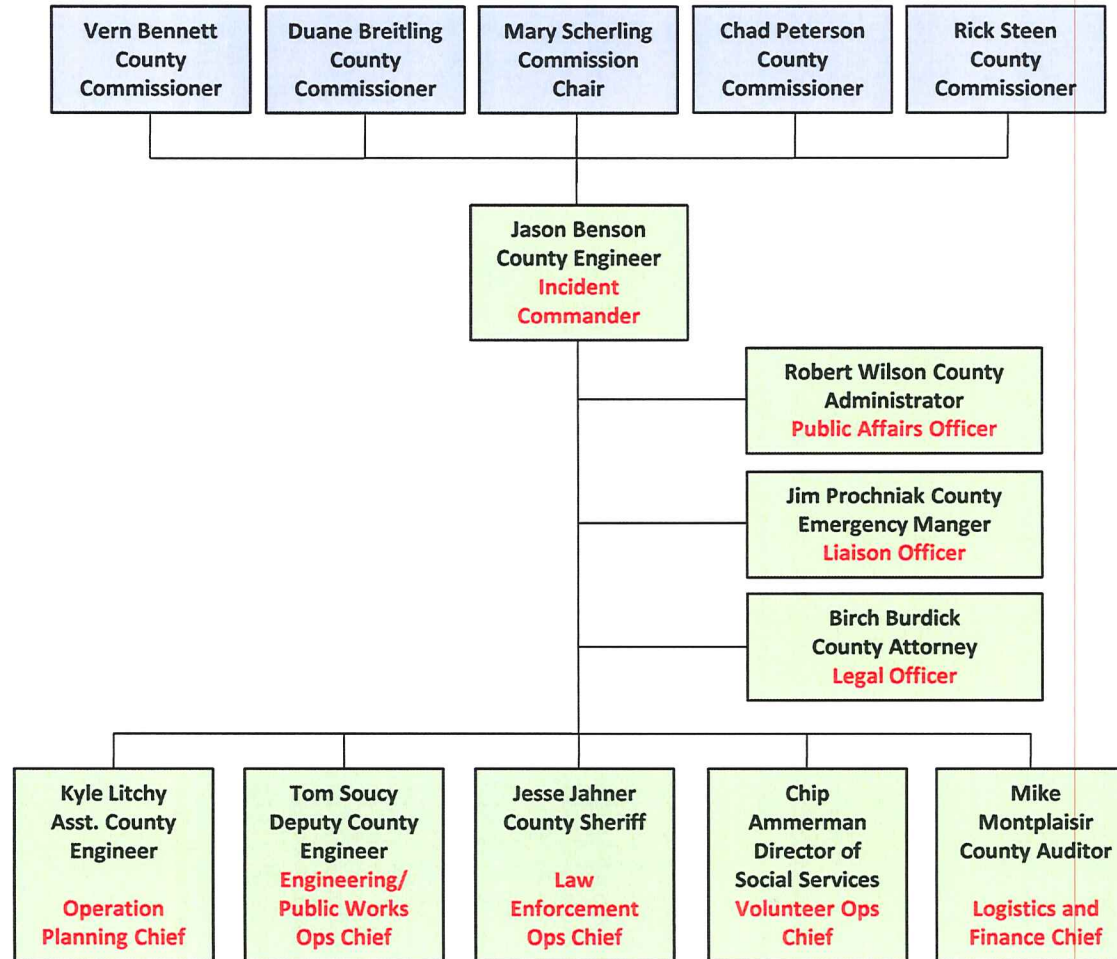 Vern Bennett
County
Commissioner
Duane Breitling
County
Commissioner
Mary Scherling
Commission
Chair
Chad Peterson
County
Commissioner
Rick Steen
County
Commissioner
Jason Benson
County Engineer
Incident
Commander
Robert Wilson County
Administrator
Public Affairs Officer
Jim Prochniak County
Emergency Manger
Liaison Officer
Birch Burdick
County Attorney
Legal Officer
Kyle Litchy
Asst. County
Engineer
Operation
Planning Chief
Tom Soucy
Deputy County
Engineer
Engineering/
Public Works
Ops Chief
Jesse Jahner
County Sheriff
Law
Enforcement
Ops Chief
Chip
Ammerman
Director of
Social Services
Volunteer Ops
Chief
Mike
Montplaisir
County Auditor
Logistics and
Finance Chief